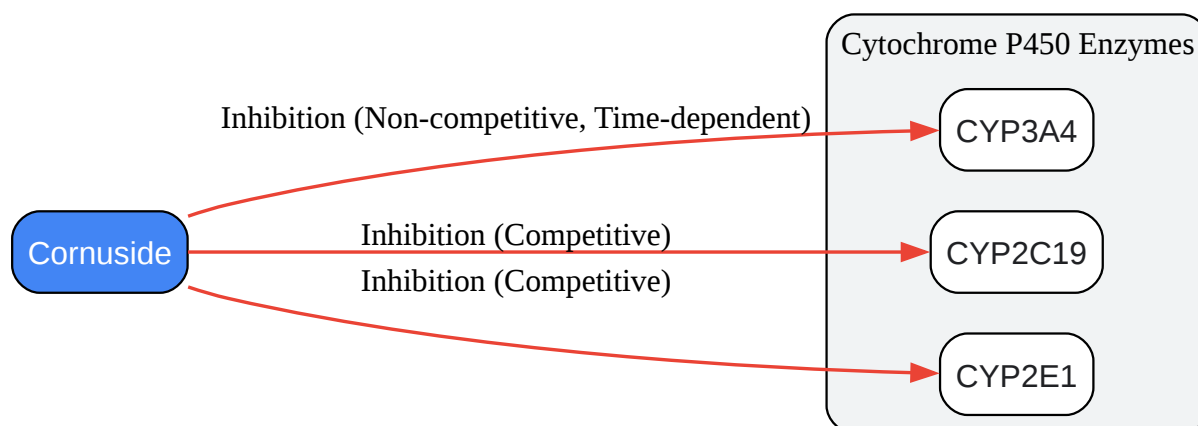 Cytochrome P450 Enzymes
Inhibition (Non-competitive, Time-dependent)
CYP3A4
Cornuside
Inhibition (Competitive)
CYP2C19
Inhibition (Competitive)
CYP2E1